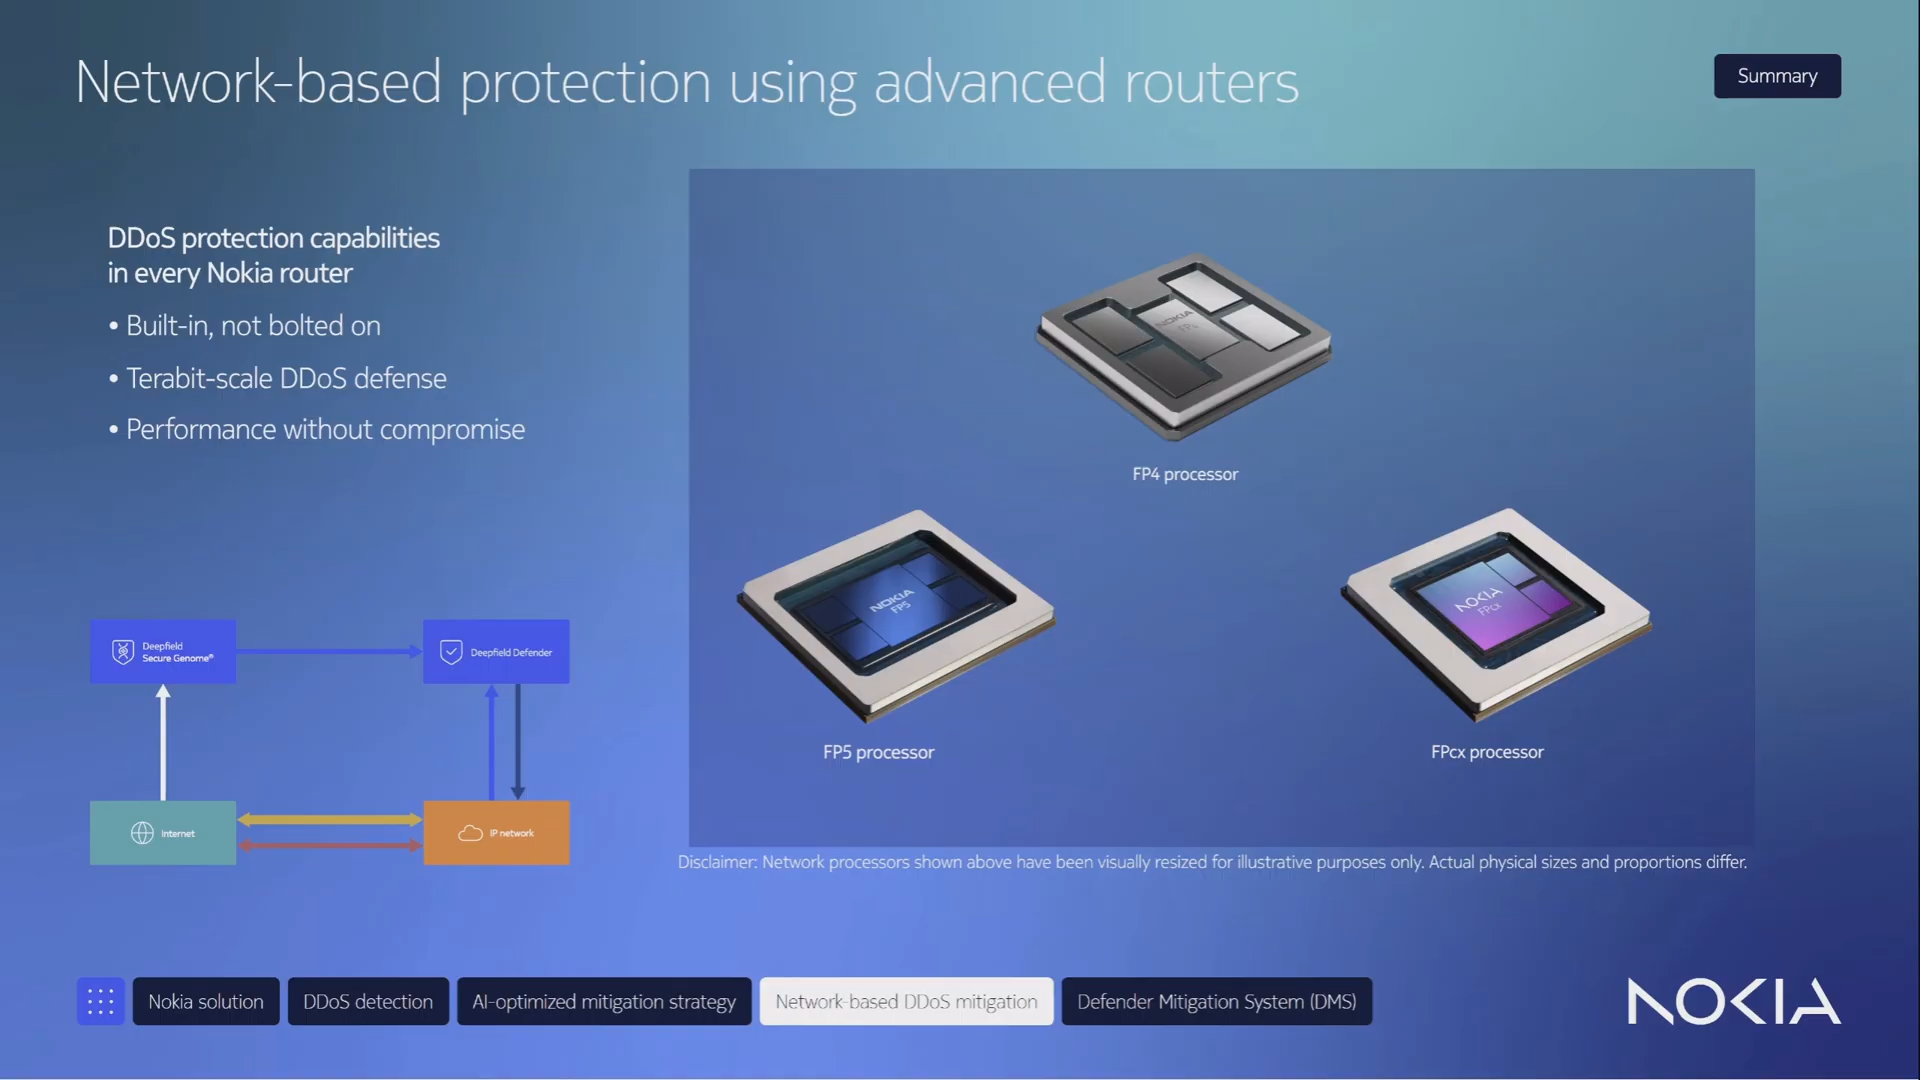 Network-based protection using advanced routers
Summary
DDoS protection capabilities
in every Nokia router
• Built-in, not bolted on
• Terabit-scale DDoS defense
• Performance without compromise
NOKIA
FP4
FP4 processor
NOKIA
FP5
FP5 processor
NOKIA
FPcx
FPcx processor
Deepfield
Secure Genome®
Deepfield Defender
Internet
IP network
Disclaimer: Network processors shown above have been visually resized for illustrative purposes only. Actual physical sizes and proportions differ.
Nokia solution
DDoS detection
AI-optimized mitigation strategy
Network-based DDoS mitigation
Defender Mitigation System (DMS)
NOKIA